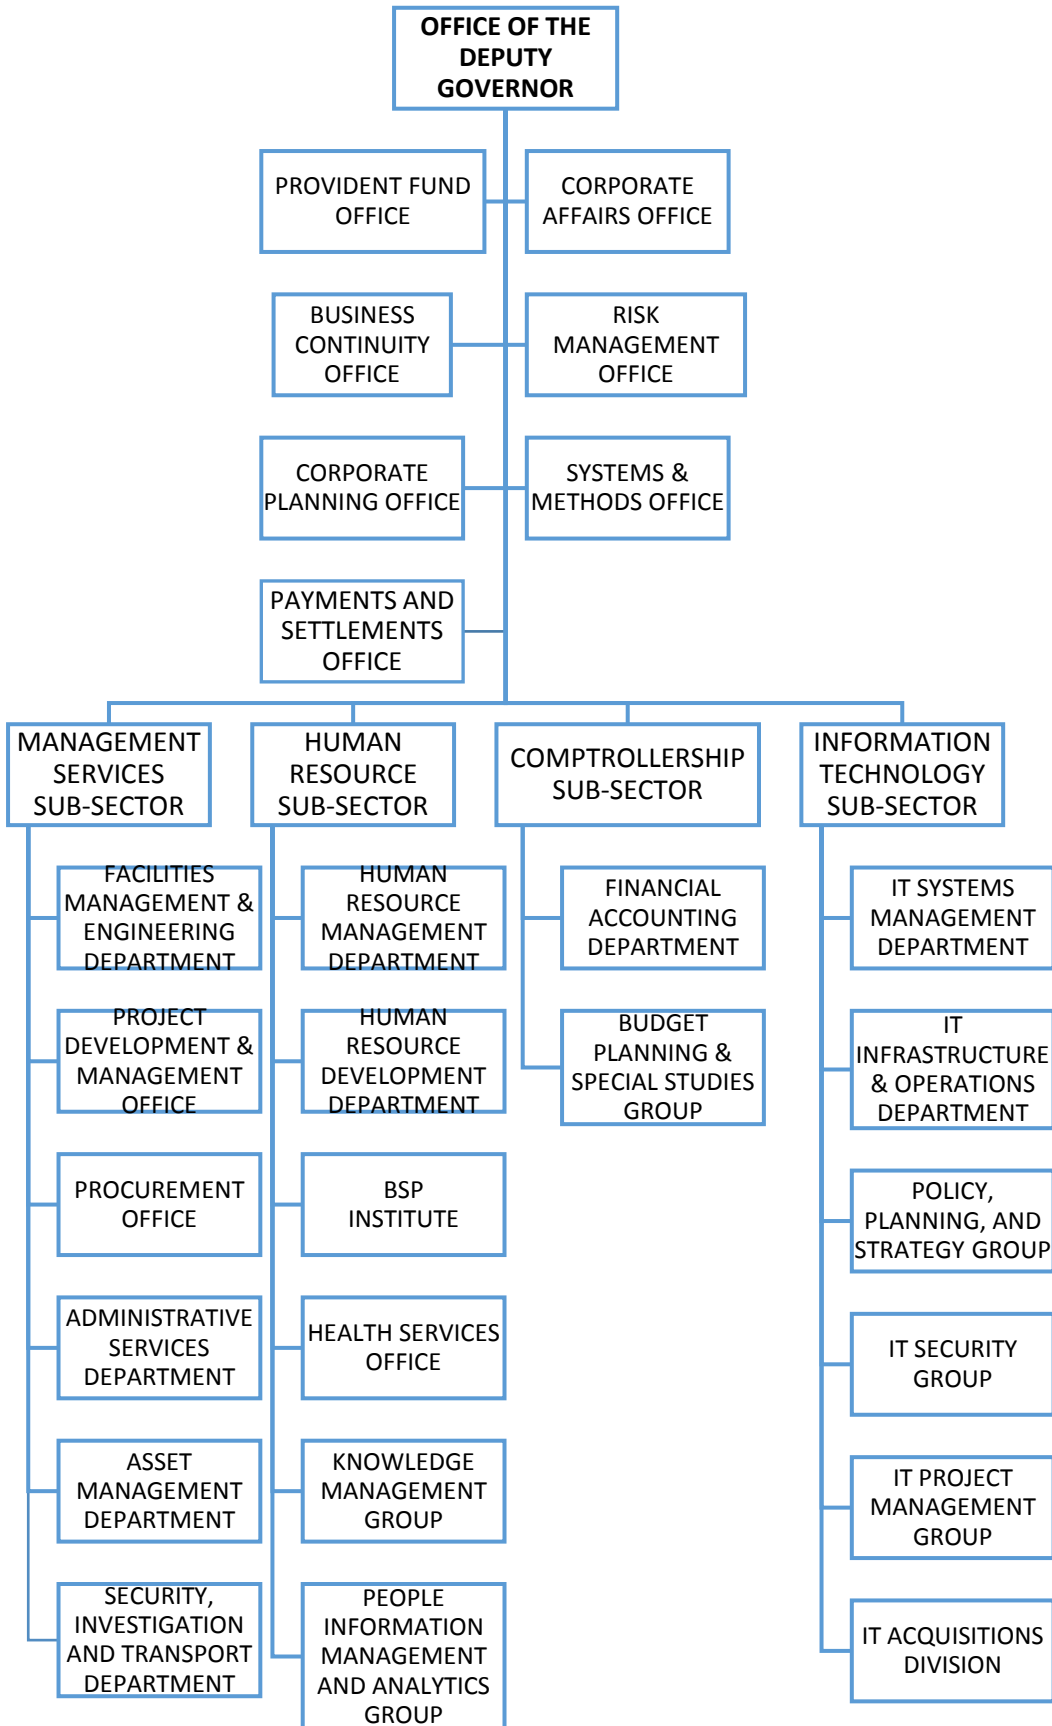 OFFICE OF THE
DEPUTY
GOVERNOR
PROVIDENT FUND
OFFICE
CORPORATE
AFFAIRS OFFICE
BUSINESS
CONTINUITY
OFFICE
RISK
MANAGEMENT
OFFICE
CORPORATE
PLANNING OFFICE
SYSTEMS &
METHODS OFFICE
PAYMENTS AND
SETTLEMENTS
OFFICE
MANAGEMENT
SERVICES
SUB-SECTOR
HUMAN
RESOURCE
SUB-SECTOR
COMPTROLLERSHIP
SUB-SECTOR
INFORMATION
TECHNOLOGY
SUB-SECTOR
FACILITIES
MANAGEMENT &
ENGINEERING
DEPARTMENT
PROJECT
DEVELOPMENT &
MANAGEMENT
OFFICE
PROCUREMENT
OFFICE
ADMINISTRATIVE
SERVICES
DEPARTMENT
ASSET
MANAGEMENT
DEPARTMENT
SECURITY,
INVESTIGATION
AND TRANSPORT
DEPARTMENT
HUMAN
RESOURCE
MANAGEMENT
DEPARTMENT
HUMAN
RESOURCE
DEVELOPMENT
DEPARTMENT
BSP
INSTITUTE
HEALTH SERVICES
OFFICE
KNOWLEDGE
MANAGEMENT
GROUP
PEOPLE
INFORMATION
MANAGEMENT
AND ANALYTICS
GROUP
FINANCIAL
ACCOUNTING
DEPARTMENT
BUDGET
PLANNING &
SPECIAL STUDIES
GROUP
IT SYSTEMS
MANAGEMENT
DEPARTMENT
IT
INFRASTRUCTURE
& OPERATIONS
DEPARTMENT
POLICY,
PLANNING, AND
STRATEGY GROUP
IT SECURITY
GROUP
IT PROJECT
MANAGEMENT
GROUP
IT ACQUISITIONS
DIVISION